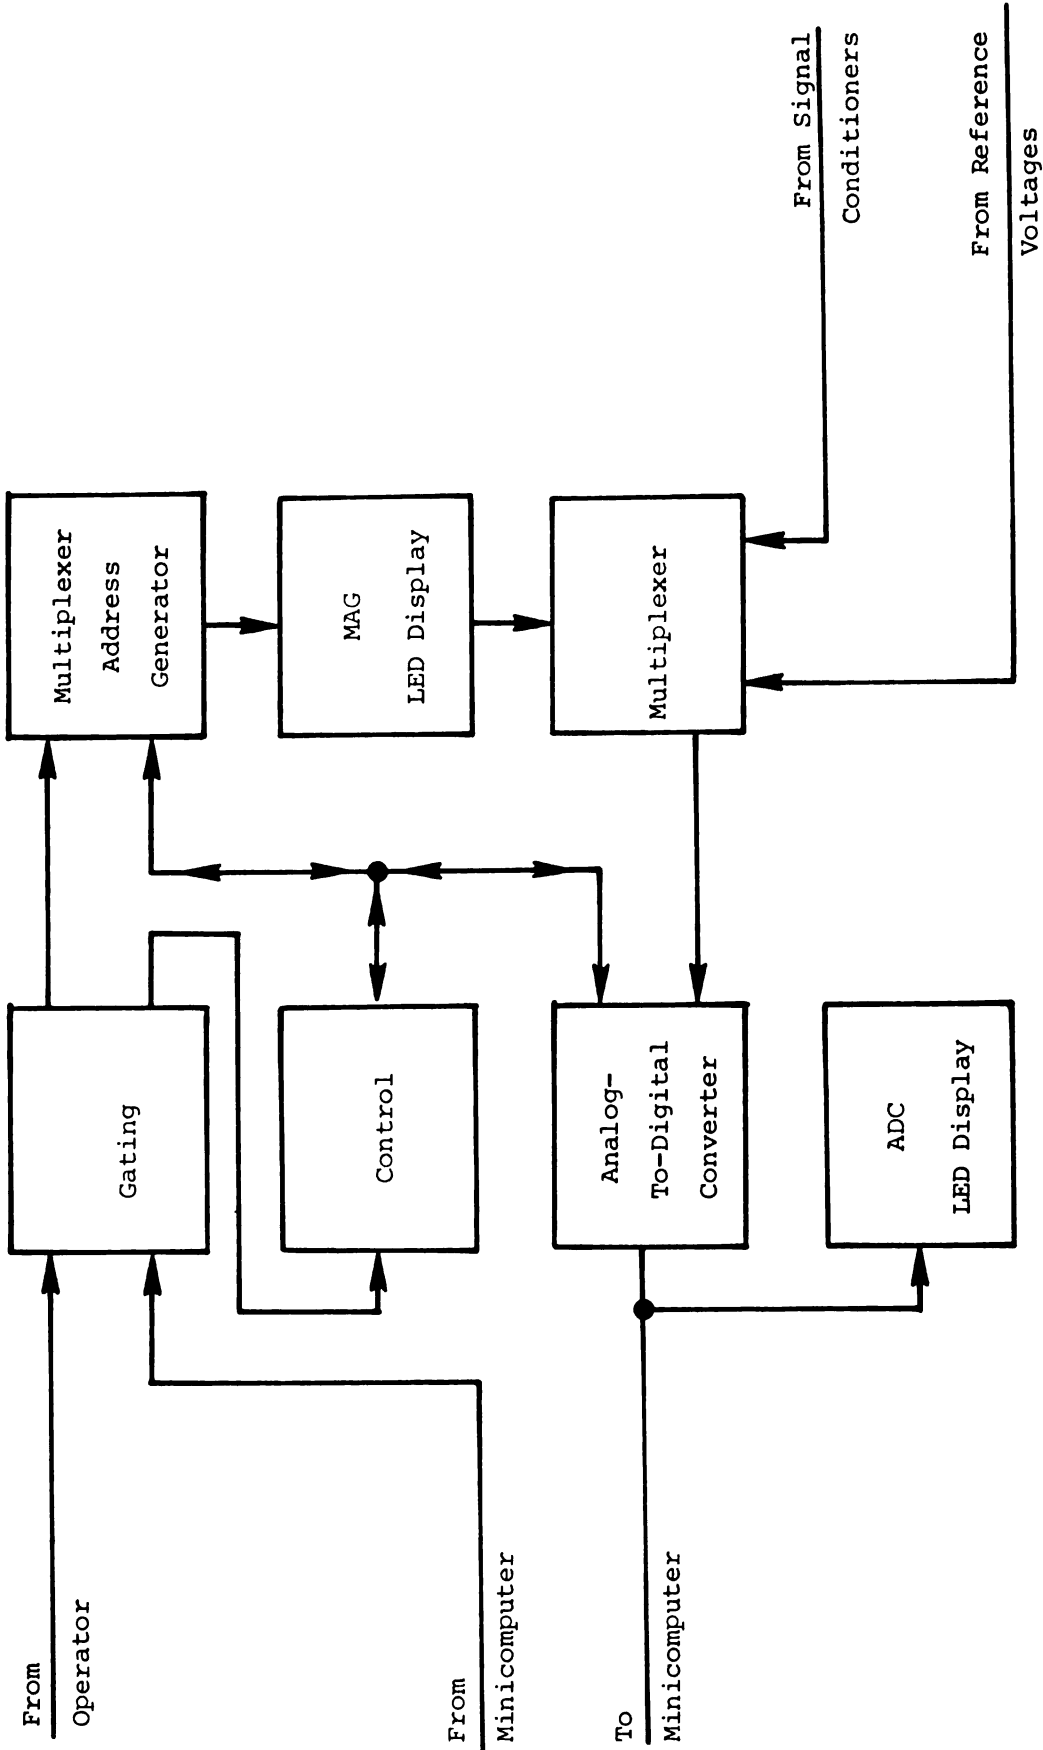 From
Operator
From
Minicomputer
To
Minicomputer
Gating
Control
Analog-
To-Digital
Converter
ADC
LED Display
Multiplexer
Address
Generator
MAG
LED Display
Multiplexer
From Signal
Conditioners
From Reference
Voltages